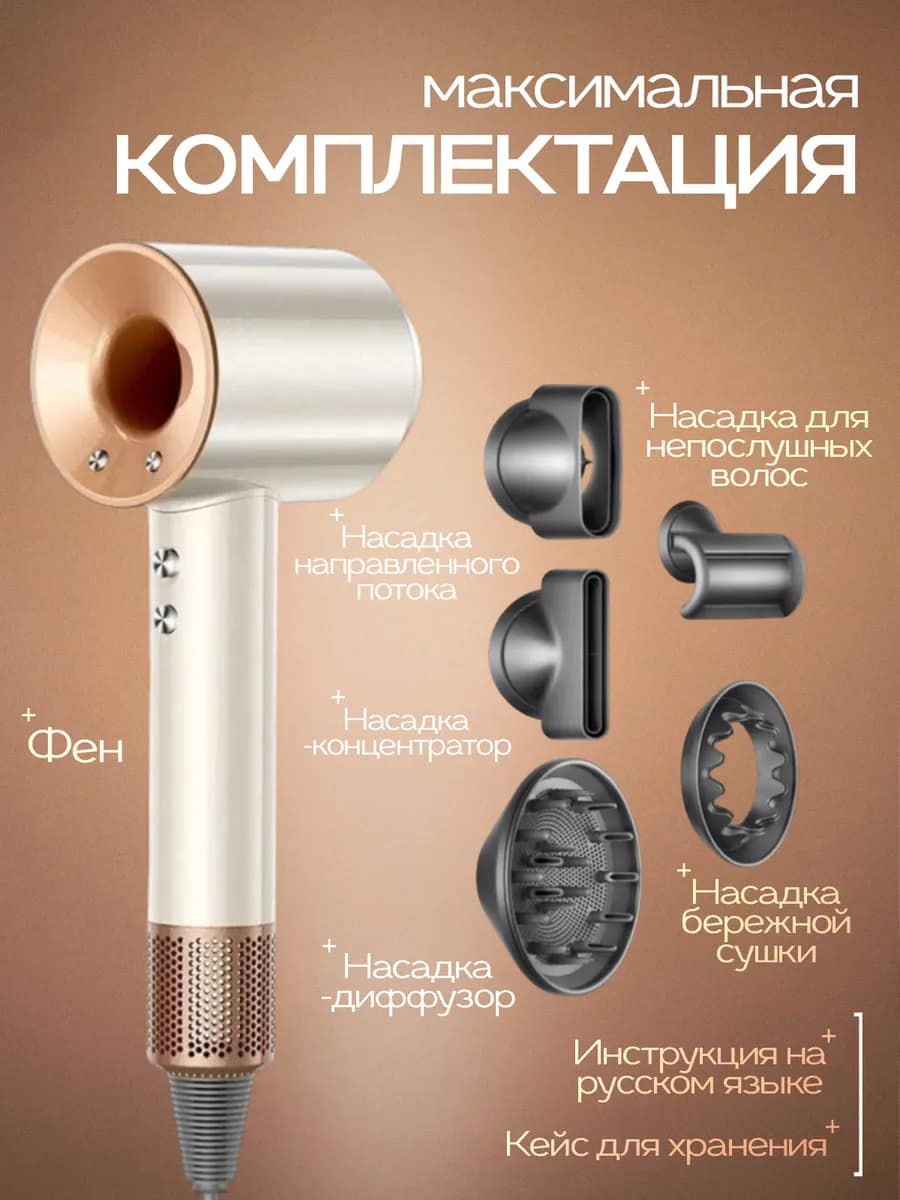 максимальная
КОМПЛЕКТАЦИЯ
+
Насадка для
непослушных
волос
+
Насадка
направленного
потока
+
Насадка
-концентратор
+
Фен
+
Насадка
бережной
сушки
+
Насадка
-диффузор
Инструкция на+
русском языке
Кейс для хранения+